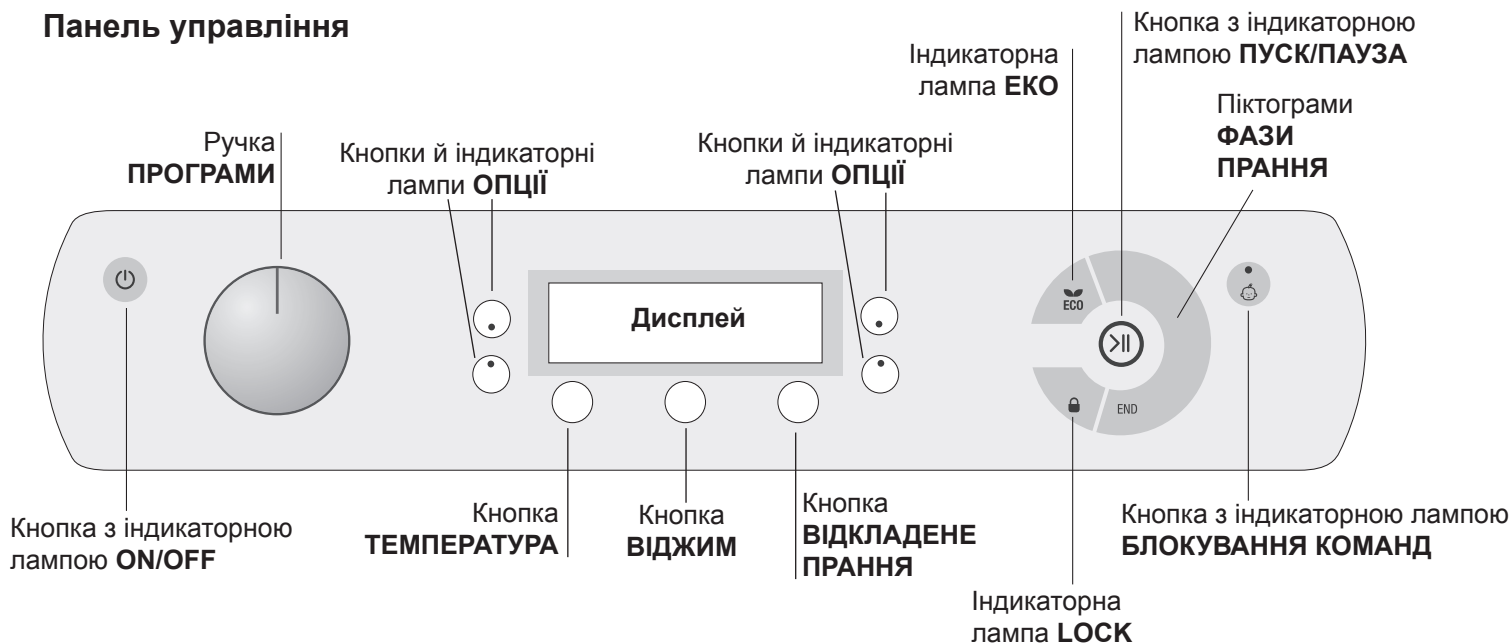 Панель управління
Кнопка з індикаторною
лампою ПУСК/ПАУЗА
Індикаторна
лампа ЕКО
Піктограми
ФАЗИ
ПРАННЯ
Ручка
ПРОГРАМИ
Кнопки й індикаторні
лампи ОПЦІЇ
Кнопки й індикаторні
лампи ОПЦІЇ
Дисплей
ECO
END
Кнопка з індикаторною
лампою ON/OFF
Кнопка
ТЕМПЕРАТУРА
Кнопка
ВІДЖИМ
Кнопка
ВІДКЛАДЕНЕ
ПРАННЯ
Індикаторна
лампа LOCK
Кнопка з індикаторною лампою
БЛОКУВАННЯ КОМАНД